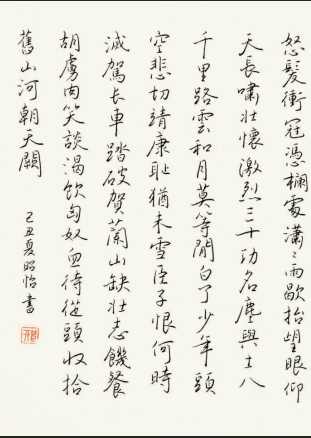 怒髮衝冠憑欄處瀟〻雨歇抬望眼仰
天長嘯壯懷激烈三十功名塵與土八
千里路雲和月莫等閒白了少年頭
空悲切靖康恥猶未雪臣子恨何時
滅駕長車踏破賀蘭山缺壯志饑餐
胡虜肉笑談渴飲匈奴血待從頭收拾
舊山河朝天闕
己丑夏昭怡書